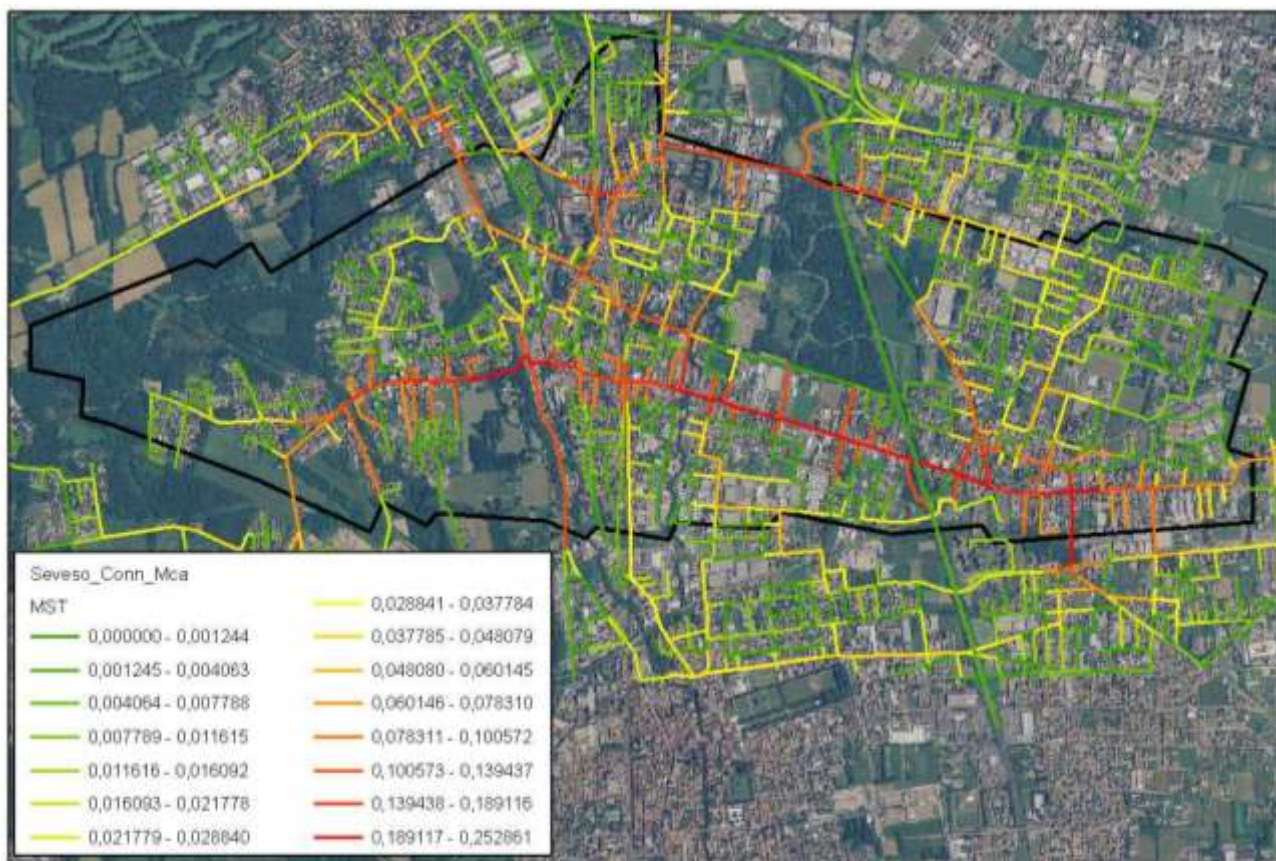 Seveso_Conn_Mca
MST
0,000000 - 0,001244
0,001245 - 0,004063
0,004064 - 0,007788
0,007789 - 0,011615
0,011616 - 0,016092
0,016093 - 0,021778
0,021779 - 0,028840
0,028841 - 0,037784
0,037785 - 0,048079
0,048080 - 0,060145
0,060146 - 0,078310
0,078311 - 0,100572
0,100573 - 0,139437
0,139438 - 0,189116
0,189117 - 0,252861